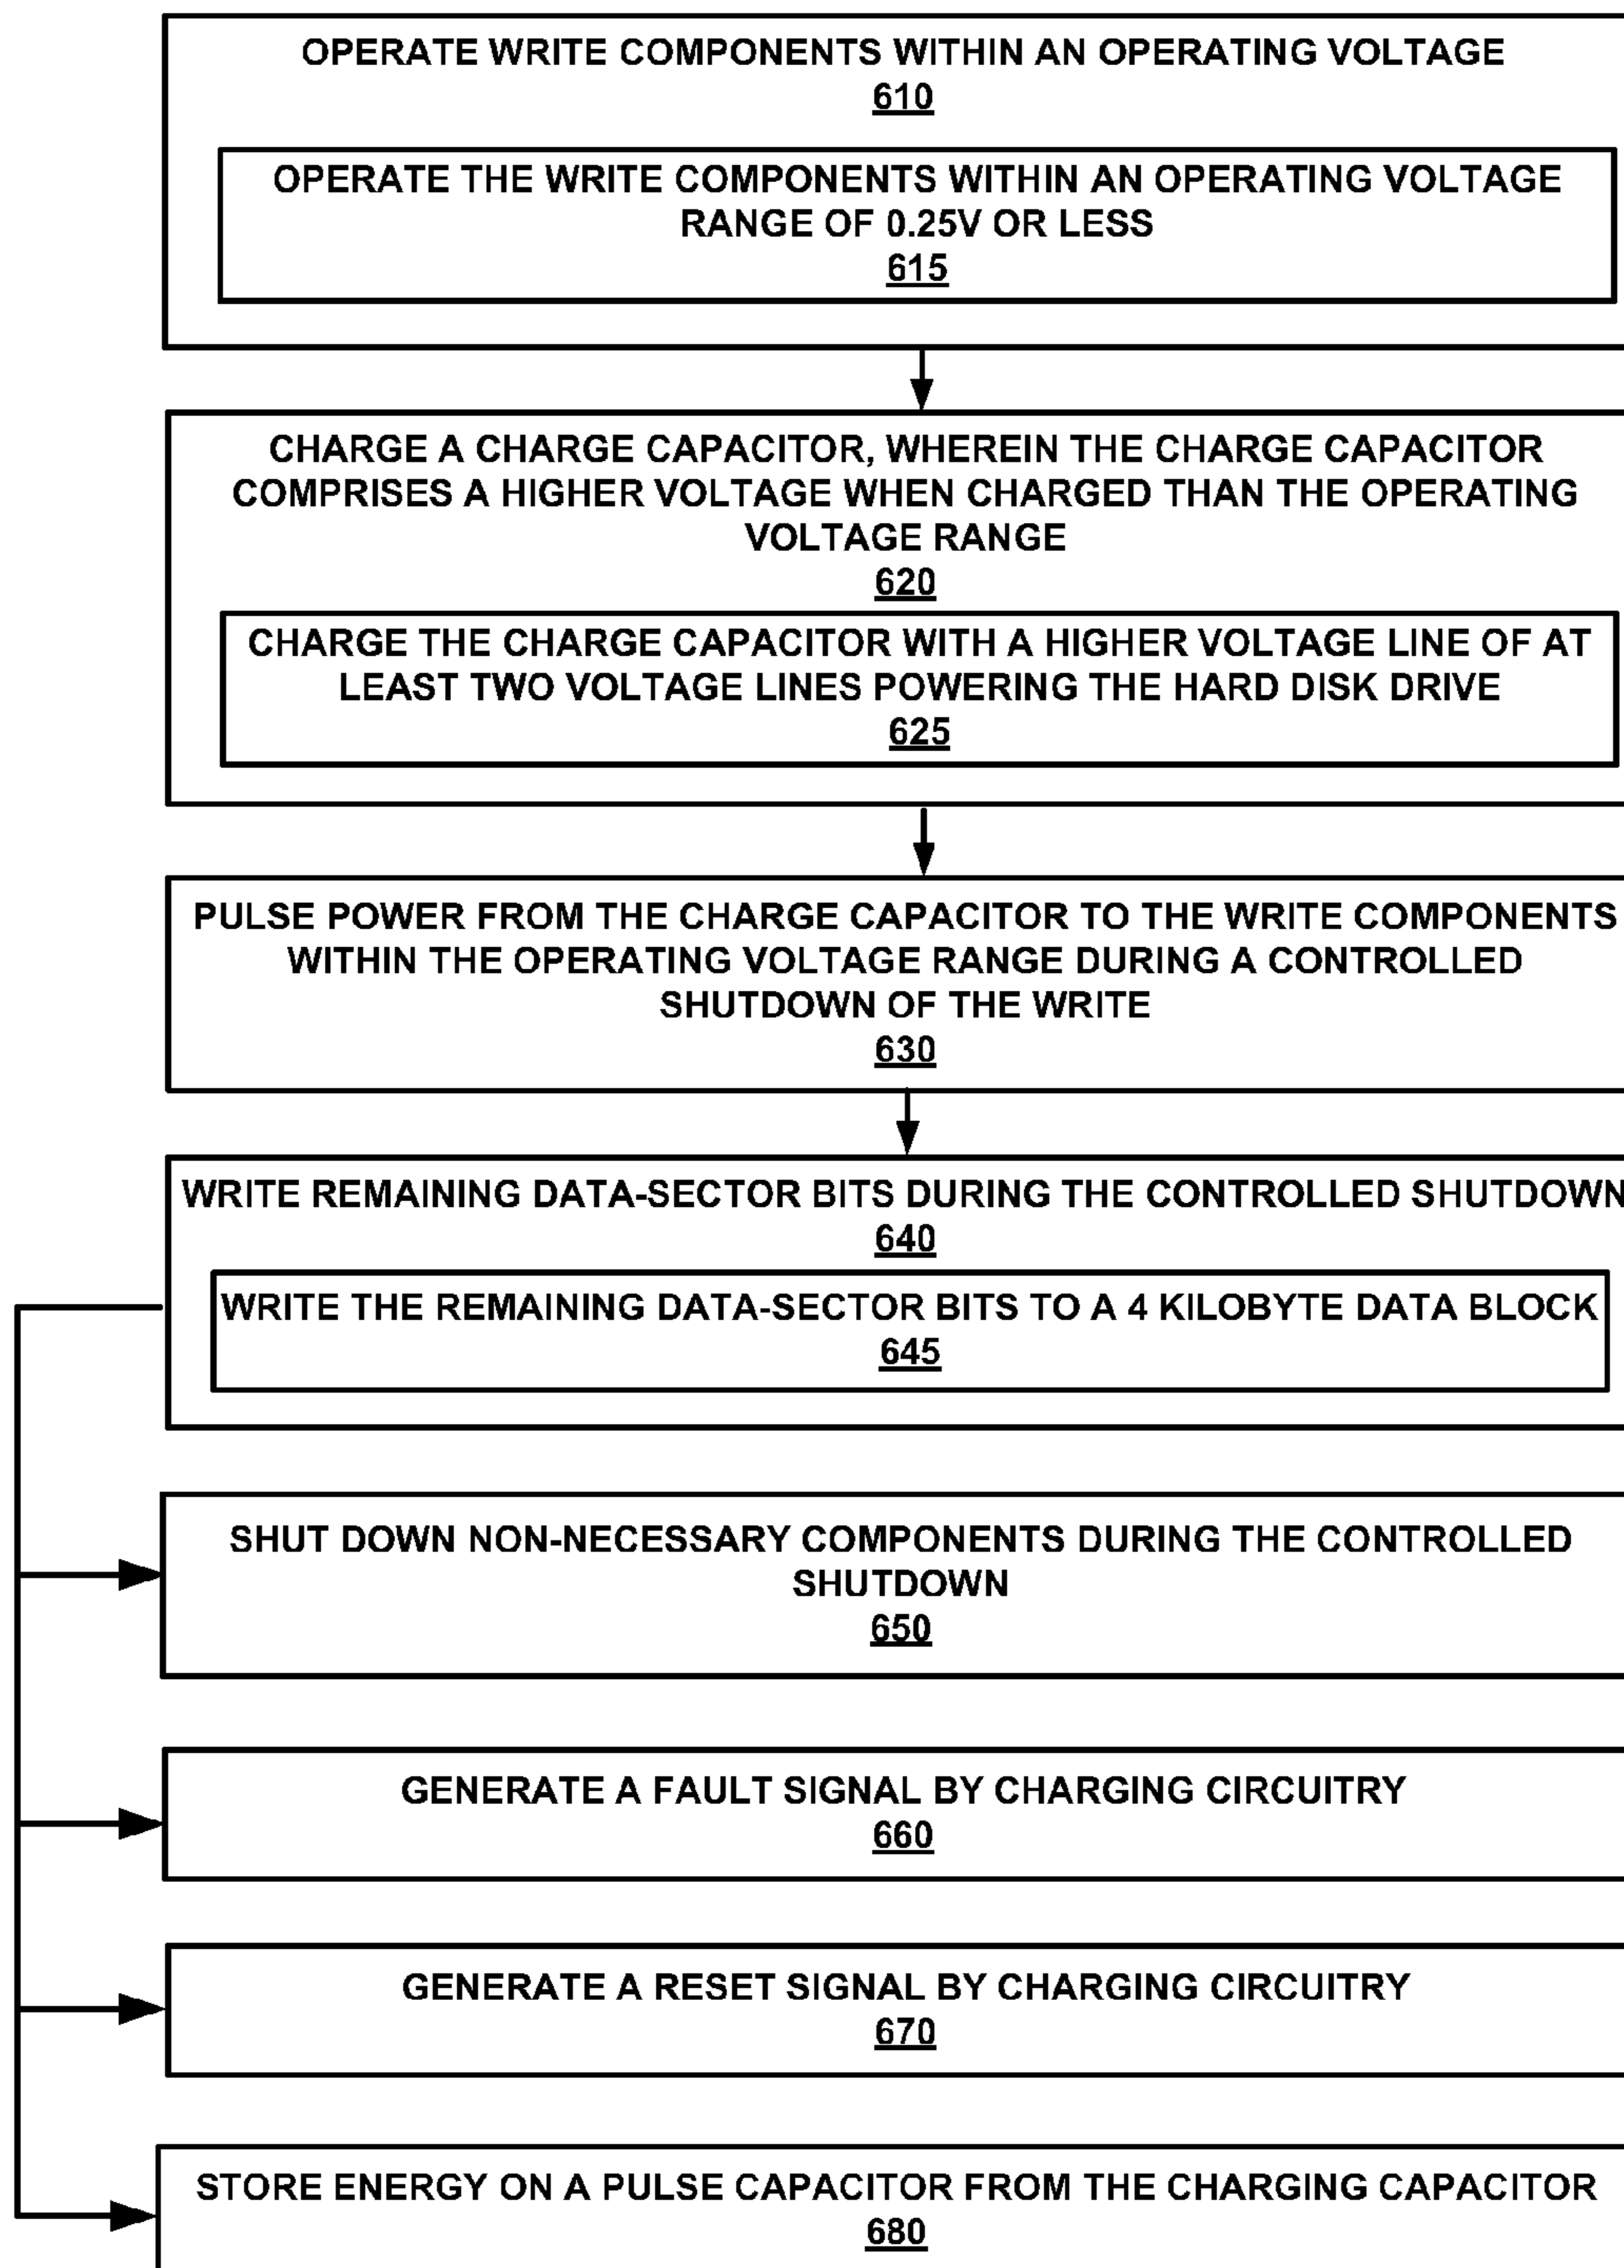 OPERATE WRITE COMPONENTS WITHIN AN OPERATING VOLTAGE
610
OPERATE THE WRITE COMPONENTS WITHIN AN OPERATING VOLTAGE
RANGE OF 0.25V OR LESS
615
CHARGE A CHARGE CAPACITOR, WHEREIN THE CHARGE CAPACITOR
COMPRISES A HIGHER VOLTAGE WHEN CHARGED THAN THE OPERATING
VOLTAGE RANGE
620
CHARGE THE CHARGE CAPACITOR WITH A HIGHER VOLTAGE LINE OF AT
LEAST TWO VOLTAGE LINES POWERING THE HARD DISK DRIVE
625
PULSE POWER FROM THE CHARGE CAPACITOR TO THE WRITE COMPONENTS
WITHIN THE OPERATING VOLTAGE RANGE DURING A CONTROLLED
SHUTDOWN OF THE WRITE
630
WRITE REMAINING DATA-SECTOR BITS DURING THE CONTROLLED SHUTDOWN
640
WRITE THE REMAINING DATA-SECTOR BITS TO A 4 KILOBYTE DATA BLOCK
645
SHUT DOWN NON-NECESSARY COMPONENTS DURING THE CONTROLLED
SHUTDOWN
650
GENERATE A FAULT SIGNAL BY CHARGING CIRCUITRY
660
GENERATE A RESET SIGNAL BY CHARGING CIRCUITRY
670
STORE ENERGY ON A PULSE CAPACITOR FROM THE CHARGING CAPACITOR
680